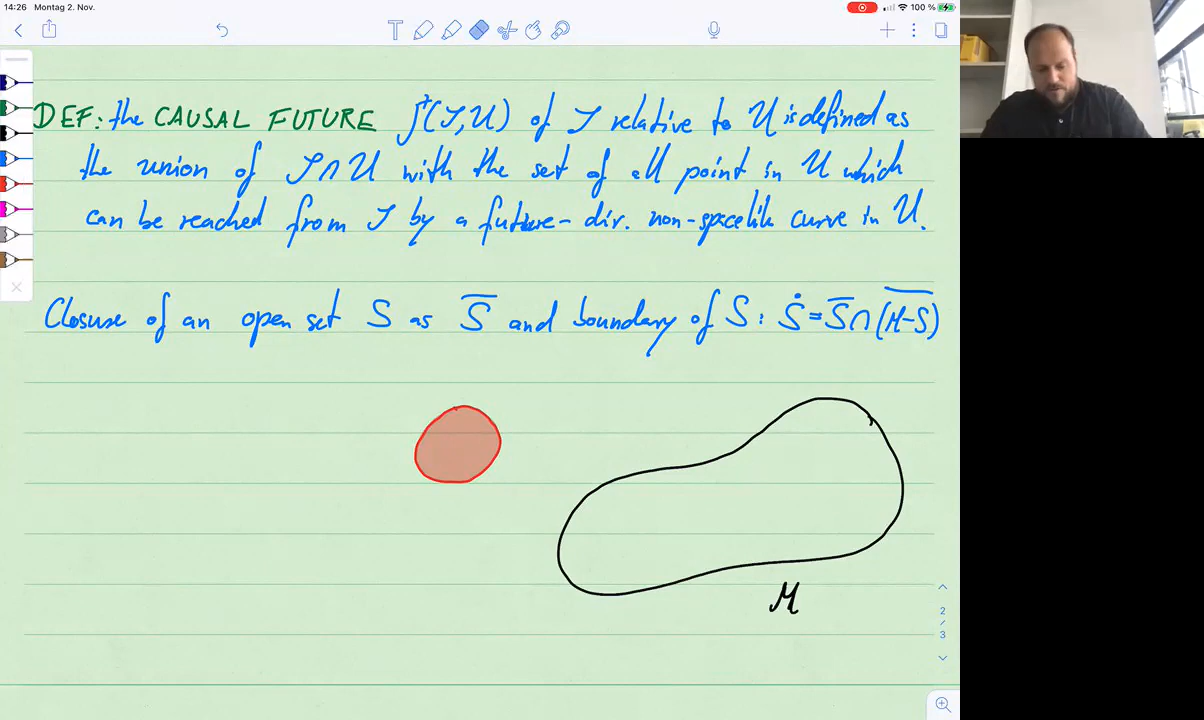 14:26 Montag 2. Nov. 100 %
DEF: the CAUSAL FUTURE J⁺(𝒮,𝒰) of 𝒮 relative to 𝒰 is defined as
the union of 𝒮∩𝒰 with the set of all point in 𝒰 which
can be reached from 𝒮 by a future-dir. non-spacelik curve in 𝒰.
Closure of an open set S as S̅ and boundary of S: Ṡ = S̅∩(̅M̅-̅S̅)̅
M
2
/
3